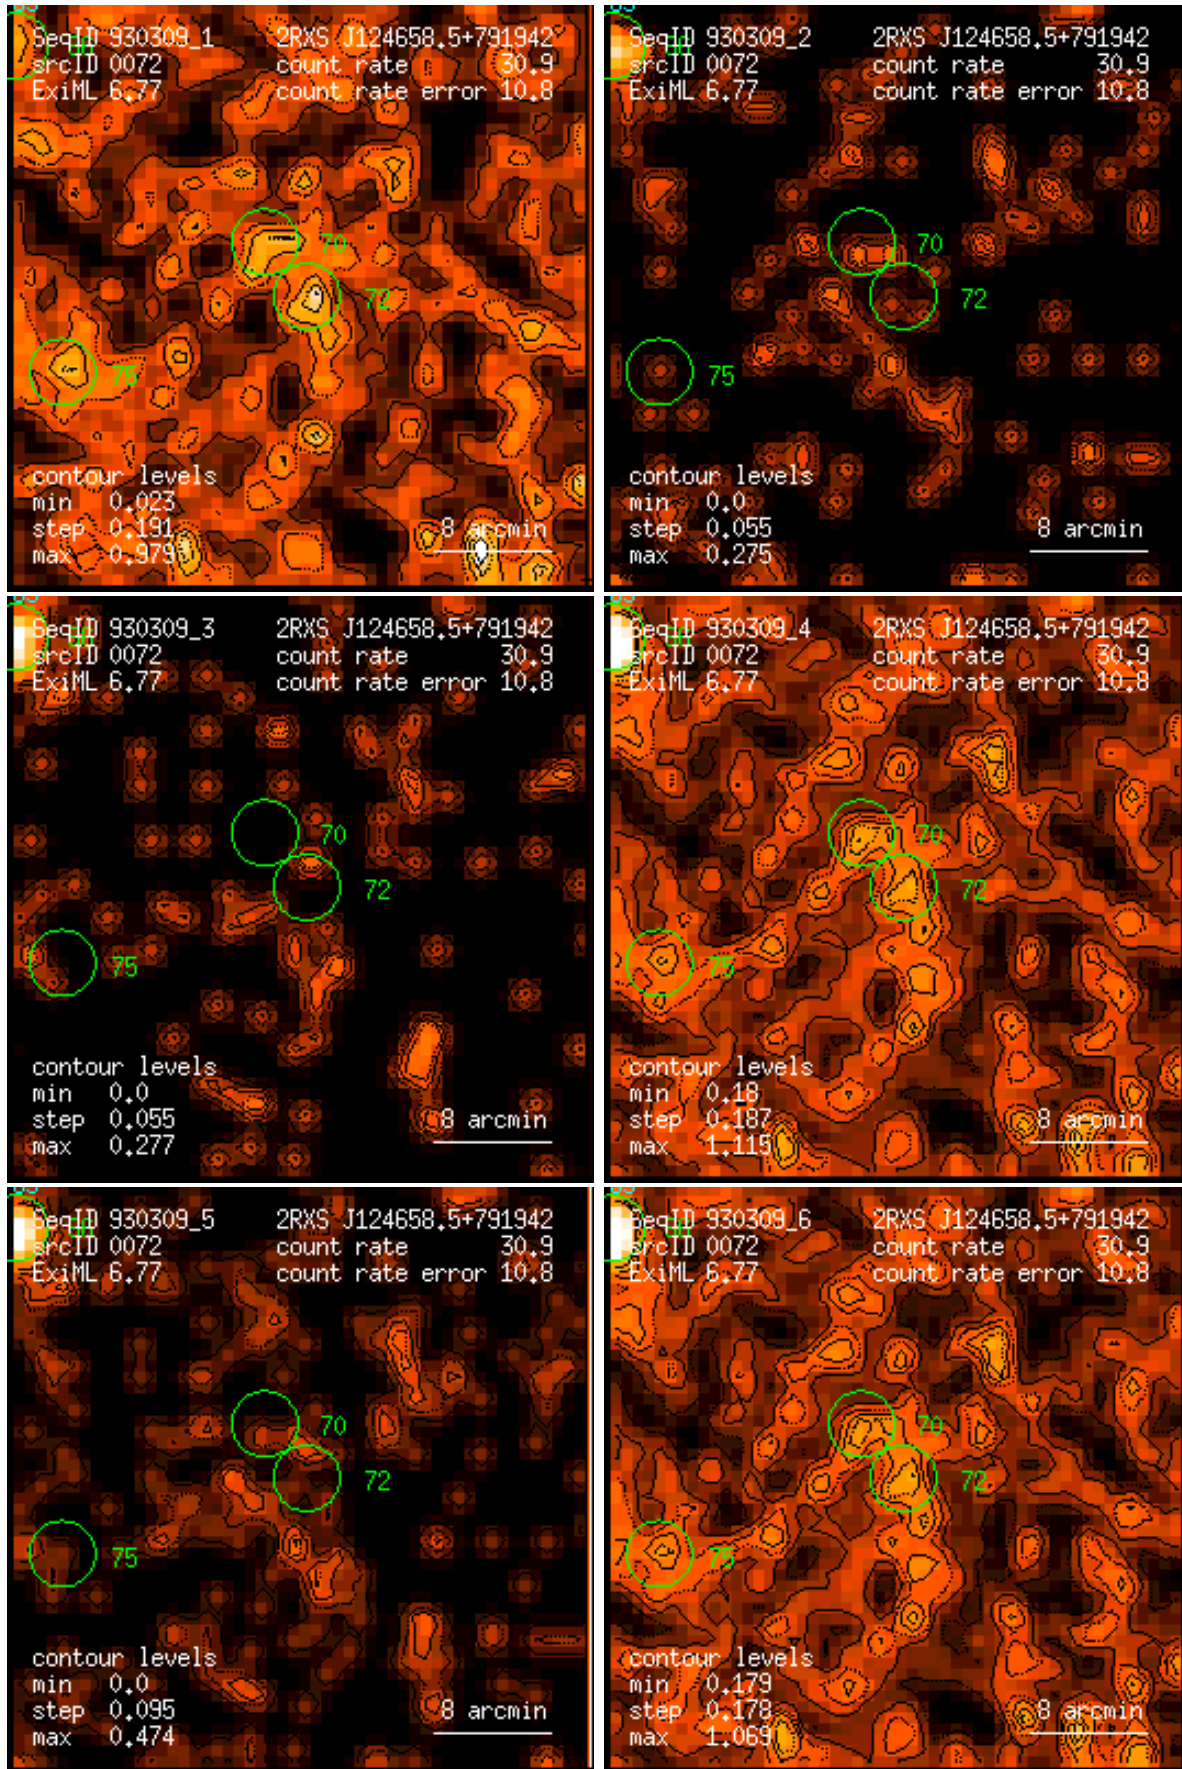 SeqID 930309_1 2RXS J124658.5+791942
srcID 0072 count rate 30.9
ExiML 6.77 count rate error 10.8
70
72
75
contour levels
min 0.023
step 0.191
max 0.979
8 arcmin
SeqID 930309_2 2RXS J124658.5+791942
srcID 0072 count rate 30.9
ExiML 6.77 count rate error 10.8
70
72
75
contour levels
min 0.0
step 0.055
max 0.275
8 arcmin
SeqID 930309_3 2RXS J124658.5+791942
srcID 0072 count rate 30.9
ExiML 6.77 count rate error 10.8
70
72
75
contour levels
min 0.0
step 0.055
max 0.277
8 arcmin
SeqID 930309_4 2RXS J124658.5+791942
srcID 0072 count rate 30.9
ExiML 6.77 count rate error 10.8
70
72
75
contour levels
min 0.18
step 0.187
max 1.115
8 arcmin
SeqID 930309_5 2RXS J124658.5+791942
srcID 0072 count rate 30.9
ExiML 6.77 count rate error 10.8
70
72
75
contour levels
min 0.0
step 0.095
max 0.474
8 arcmin
SeqID 930309_6 2RXS J124658.5+791942
srcID 0072 count rate 30.9
ExiML 6.77 count rate error 10.8
70
72
75
contour levels
min 0.179
step 0.178
max 1.069
8 arcmin